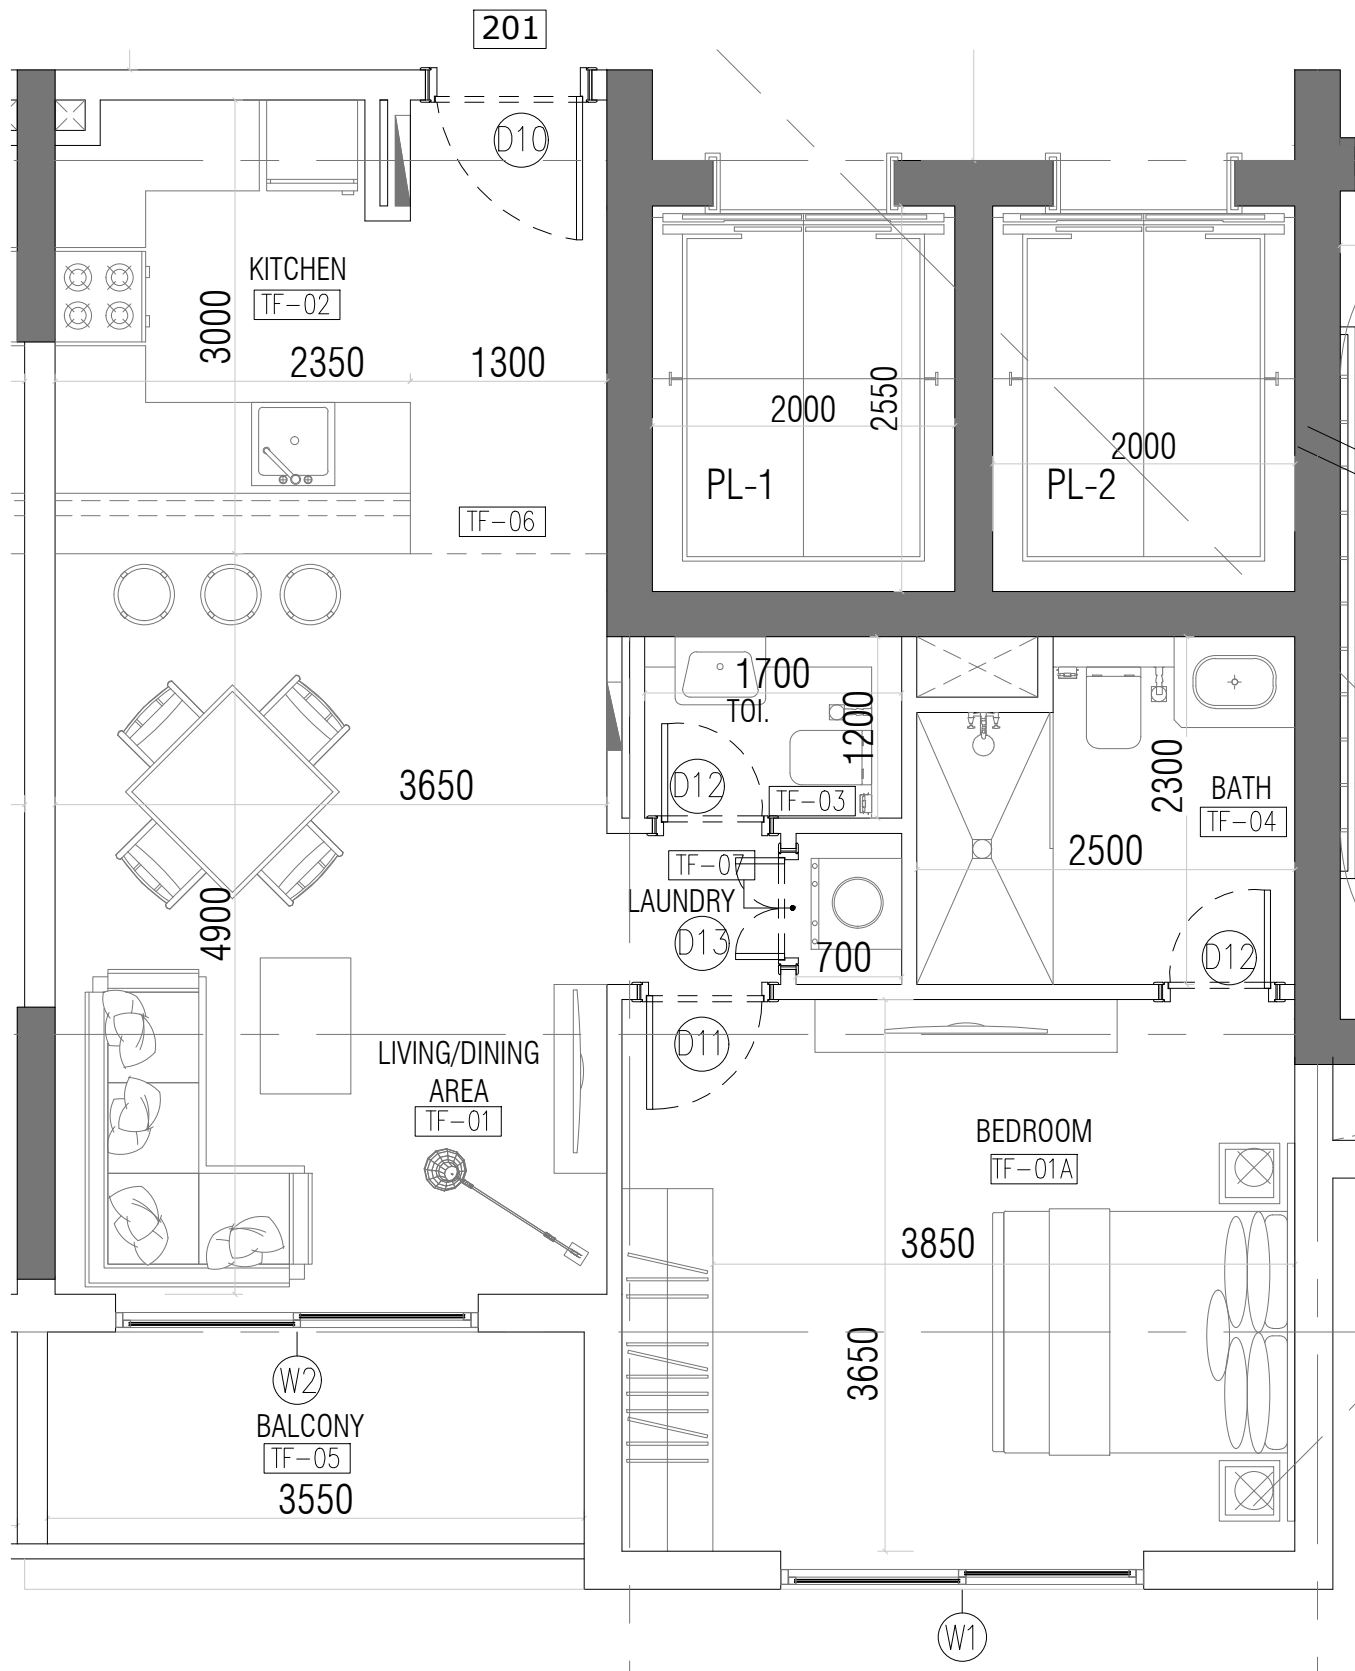 201
D10
KITCHEN
TF-02
3000
2350
1300
2000
2550
2000
PL-1
PL-2
TF-06
1700
TOI.
1200
D12
TF-03
3650
2300
BATH
TF-04
2500
TF-07
LAUNDRY
D13
700
D12
4900
D11
LIVING/DINING
AREA
TF-01
BEDROOM
TF-01A
3850
3650
W2
BALCONY
TF-05
3550
W1